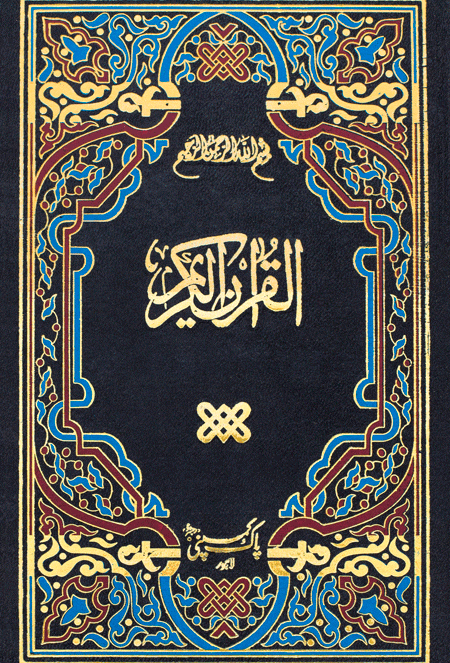 بسم الله الرحمن الرحيم
القرآن الكريم
پاک کمپنی
لاہور